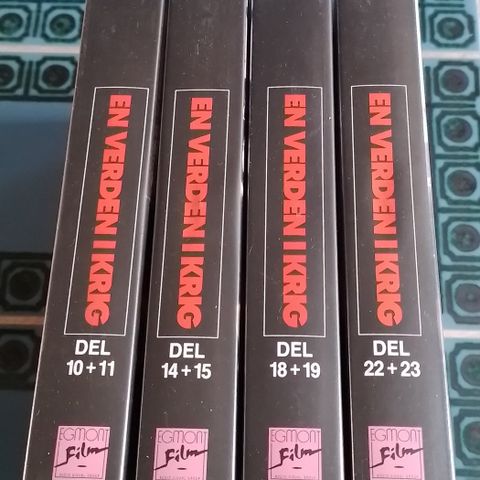 EN VERDEN I KRIG
DEL
10+11
EGMONT
Film
EN VERDEN I KRIG
DEL
14+15
EGMONT
Film
EN VERDEN I KRIG
DEL
18+19
EGMONT
Film
EN VERDEN I KRIG
DEL
22+23
EGMONT
Film